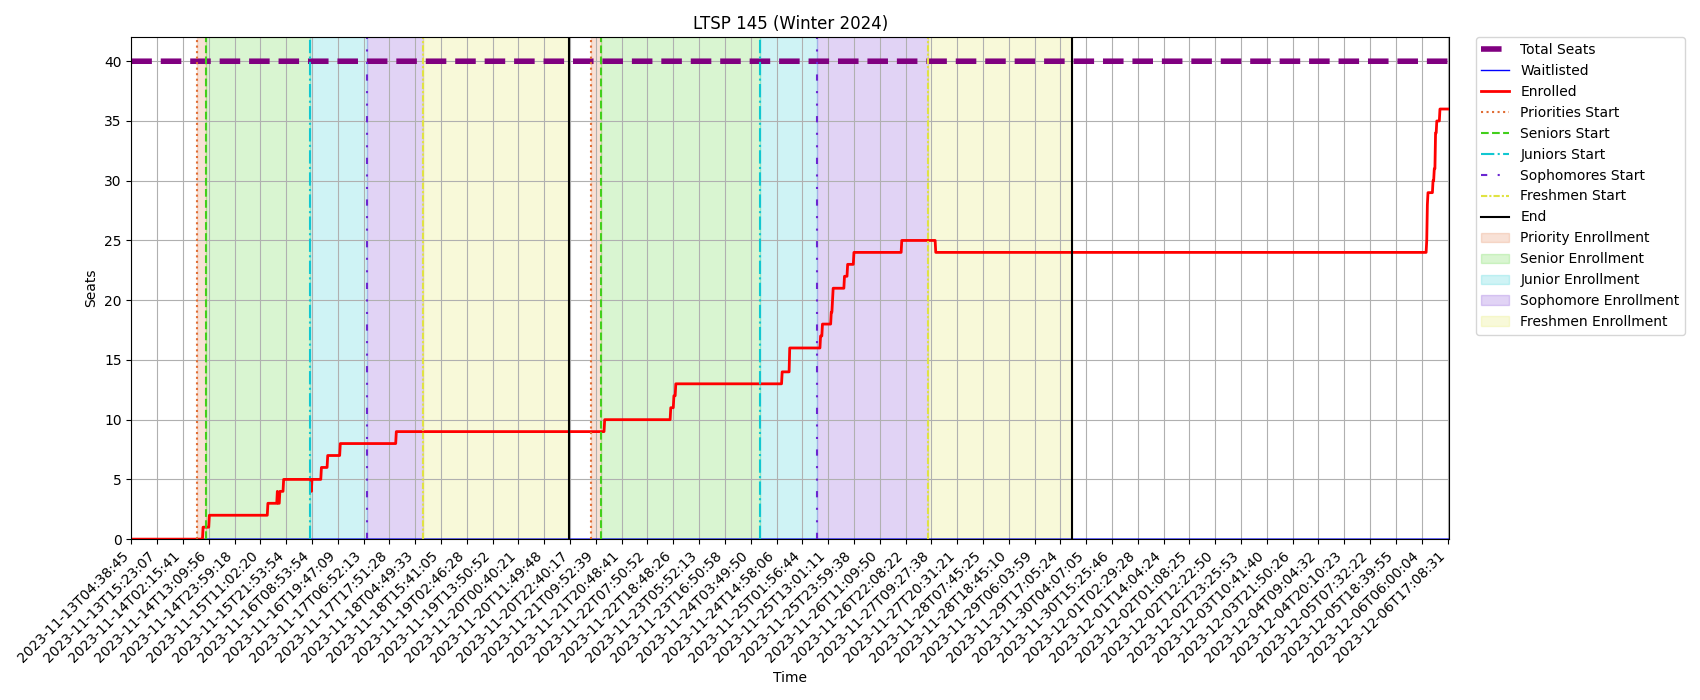 LTSP 145 (Winter 2024)
40
35
30
25
20
15
10
5
0
Seats
2023-11-13T04:38:45
2023-11-13T15:23:07
2023-11-14T02:15:41
2023-11-14T13:09:56
2023-11-14T23:59:18
2023-11-15T11:02:20
2023-11-15T21:53:54
2023-11-16T08:53:54
2023-11-16T19:47:09
2023-11-17T06:52:13
2023-11-17T17:51:28
2023-11-18T04:49:33
2023-11-18T15:41:05
2023-11-19T02:46:28
2023-11-19T13:50:52
2023-11-20T00:40:21
2023-11-20T11:49:48
2023-11-20T22:40:17
2023-11-21T09:52:39
2023-11-21T20:48:41
2023-11-22T07:50:52
2023-11-22T18:48:26
2023-11-23T05:52:13
2023-11-23T16:50:58
2023-11-24T03:49:50
2023-11-24T14:58:06
2023-11-25T01:56:44
2023-11-25T13:01:11
2023-11-25T23:59:38
2023-11-26T11:09:50
2023-11-26T22:08:22
2023-11-27T09:27:38
2023-11-27T20:31:21
2023-11-28T07:45:25
2023-11-28T18:45:10
2023-11-29T06:03:59
2023-11-29T17:05:24
2023-11-30T04:07:05
2023-11-30T15:25:46
2023-12-01T02:29:28
2023-12-01T14:04:24
2023-12-02T01:08:25
2023-12-02T12:22:50
2023-12-02T23:25:53
2023-12-03T10:41:40
2023-12-03T21:50:26
2023-12-04T09:04:32
2023-12-04T20:10:23
2023-12-05T07:32:22
2023-12-05T18:39:55
2023-12-06T06:00:04
2023-12-06T17:08:31
Time
Total Seats
Waitlisted
Enrolled
Priorities Start
Seniors Start
Juniors Start
Sophomores Start
Freshmen Start
End
Priority Enrollment
Senior Enrollment
Junior Enrollment
Sophomore Enrollment
Freshmen Enrollment